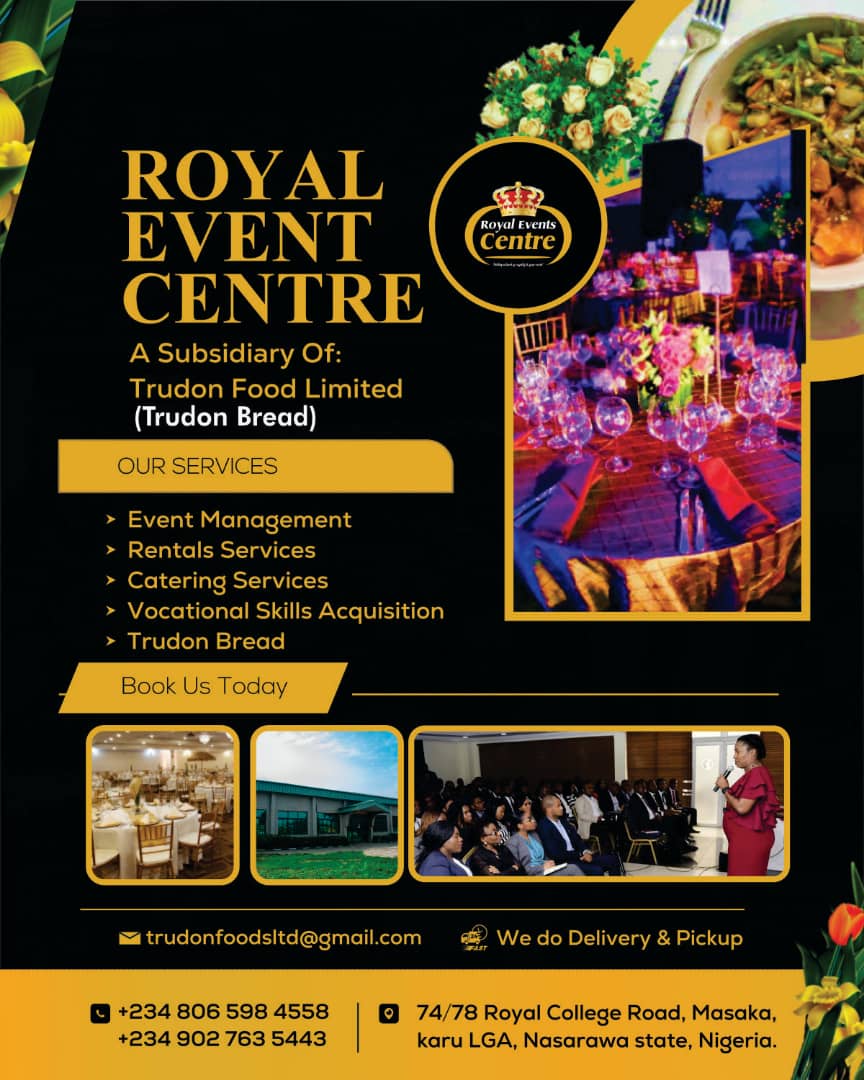 ROYAL
EVENT
CENTRE
Royal Events
Centre
A Subsidiary Of:
Trudon Food Limited
(Trudon Bread)
OUR SERVICES
➤ Event Management
➤ Rentals Services
➤ Catering Services
➤ Vocational Skills Acquisition
➤ Trudon Bread
Book Us Today
trudonfoodsltd@gmail.com
FAST
We do Delivery & Pickup
+234 806 598 4558
+234 902 763 5443
74/78 Royal College Road, Masaka,
karu LGA, Nasarawa state, Nigeria.